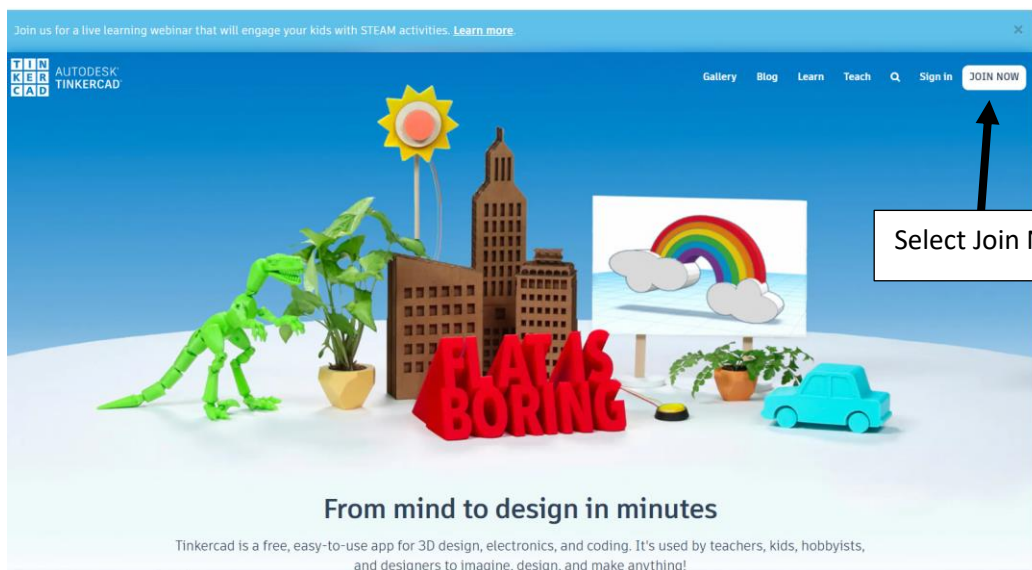 Join us for a live learning webinar that will engage your kids with STEAM activities. Learn more.
×
TIN
KER
CAD
AUTODESK®
TINKERCAD®
Gallery Blog Learn Teach Sign in JOIN NOW
Select Join
FLAT IS
BORING
From mind to design in minutes
Tinkercad is a free, easy-to-use app for 3D design, electronics, and coding. It's used by teachers, kids, hobbyists,
and designers to imagine, design, and make anything!